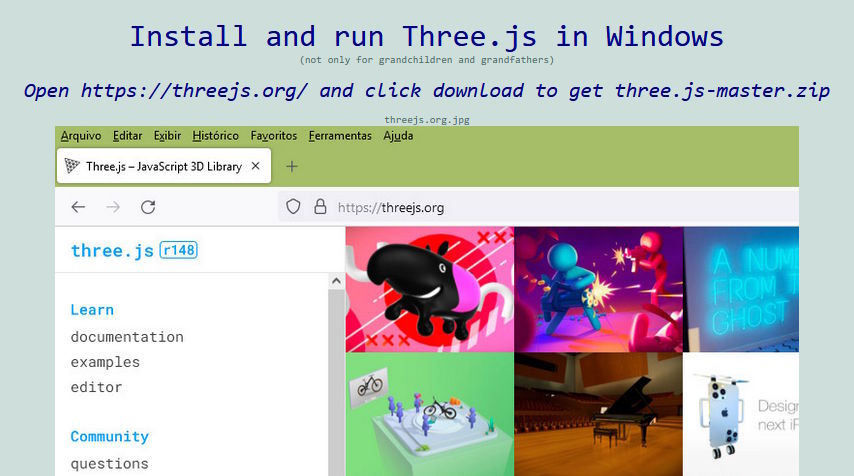 Install and run Three.js in Windows
(not only for grandchildren and grandfathers)
Open https://threejs.org/ and click download to get three.js-master.zip
threejs.org.jpg
Arquivo Editar Exibir Histórico Favoritos Ferramentas Ajuda
Three.js – JavaScript 3D Library
https://threejs.org
three.js r148
Learn
documentation
examples
editor
Community
questions
A
FROM
GHOST
Design
next